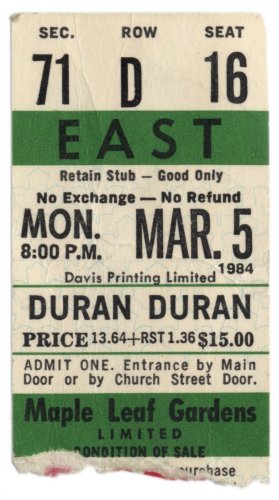 SEC. ROW SEAT
71 D 16
EAST
Retain Stub — Good Only
No Exchange — No Refund
MON. MAR. 5
8:00 P.M. 1984
Davis Printing Limited
DURAN DURAN
PRICE 13.64+RST 1.36 $15.00
ADMIT ONE. Entrance by Main
Door or by Church Street Door.
Maple Leaf Gardens
LIMITED
CONDITION OF SALE
purchase